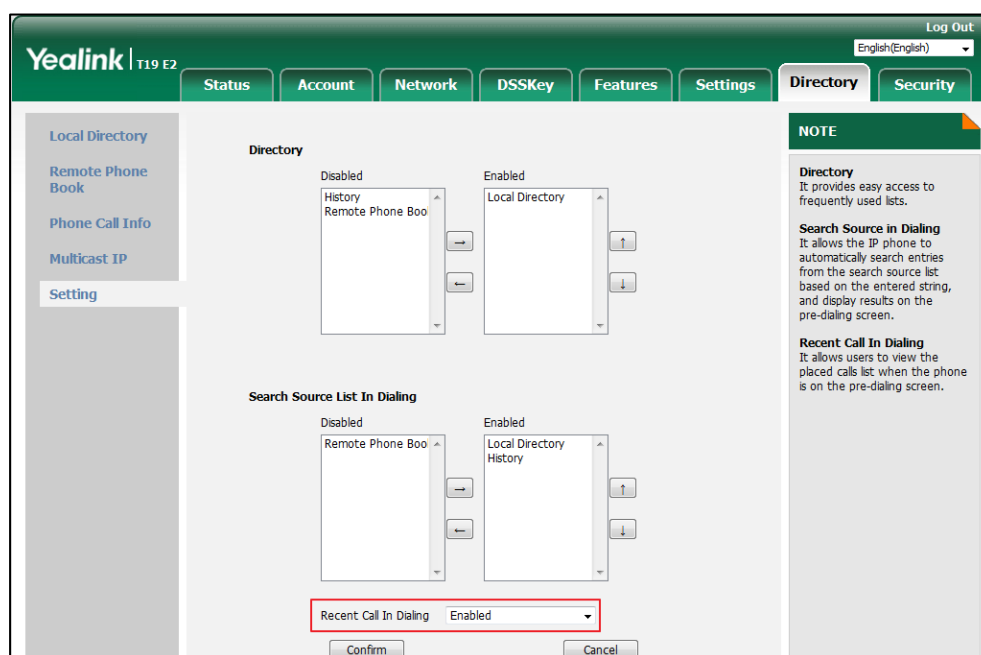 Log Out
English(English)
Yealink | T19 E2
Status Account Network DSSKey Features Settings Directory Security
Local Directory
Remote Phone
Book
Phone Call Info
Multicast IP
Setting
Directory
Disabled Enabled
History
Remote Phone Boo
Local Directory
→
←
↑
↓
Search Source List In Dialing
Disabled Enabled
Remote Phone Boo
Local Directory
History
→
←
↑
↓
Recent Call In Dialing Enabled
Confirm Cancel
NOTE
Directory
It provides easy access to
frequently used lists.
Search Source in Dialing
It allows the IP phone to
automatically search entries
from the search source list
based on the entered string,
and display results on the
pre-dialing screen.
Recent Call In Dialing
It allows users to view the
placed calls list when the phone
is on the pre-dialing screen.